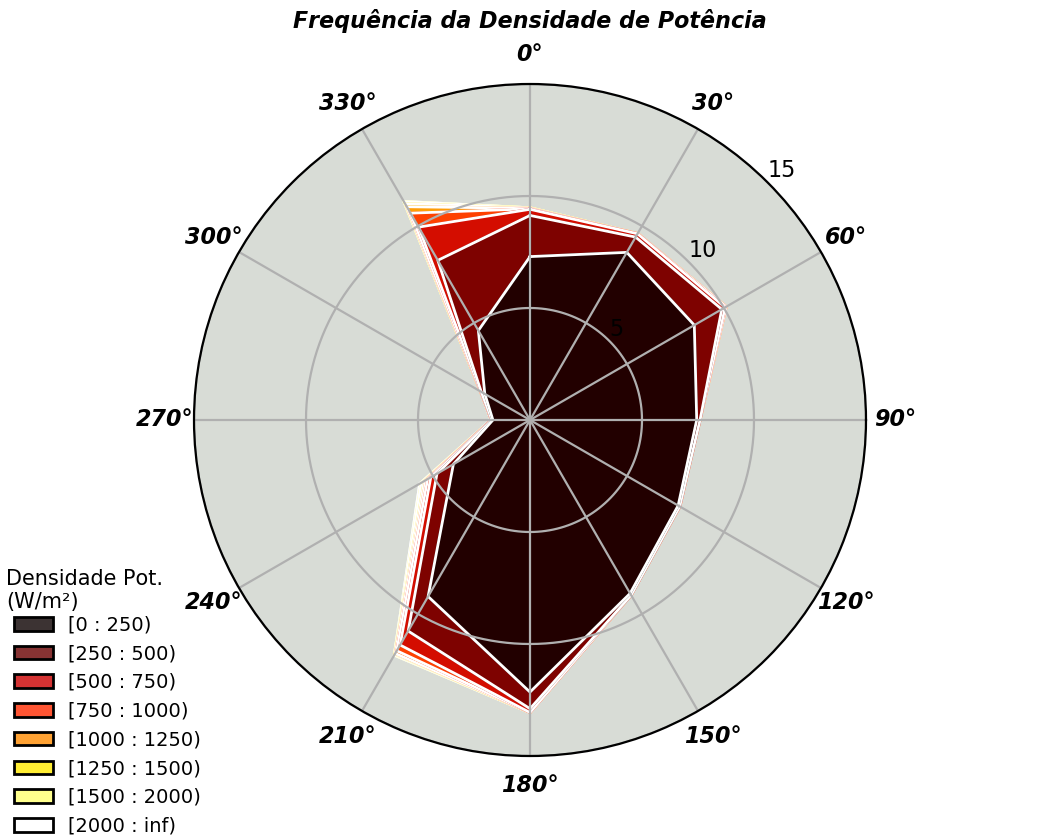 Frequência da Densidade de Potência
0°
330°
30°
15
300°
60°
10
5
270°
90°
Densidade Pot.
(W/m²)
240°
120°
[0 : 250)
[250 : 500)
[500 : 750)
[750 : 1000)
210°
150°
[1000 : 1250)
[1250 : 1500)
180°
[1500 : 2000)
[2000 : inf)